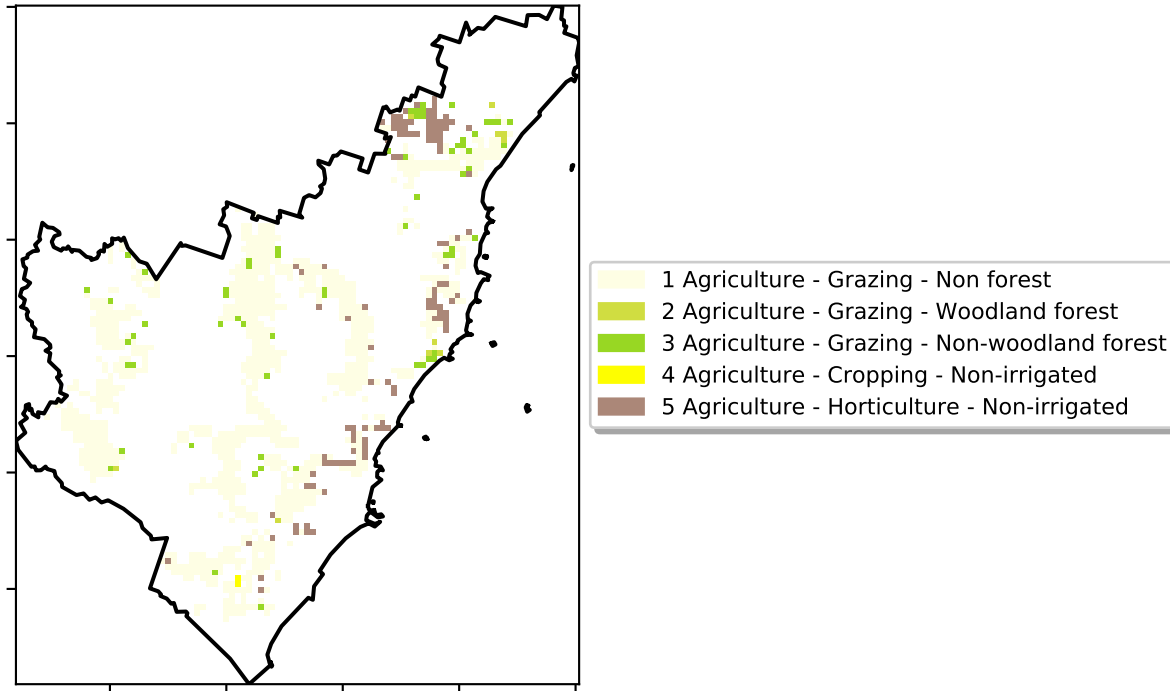 1 Agriculture - Grazing - Non forest
2 Agriculture - Grazing - Woodland forest
3 Agriculture - Grazing - Non-woodland forest
4 Agriculture - Cropping - Non-irrigated
5 Agriculture - Horticulture - Non-irrigated